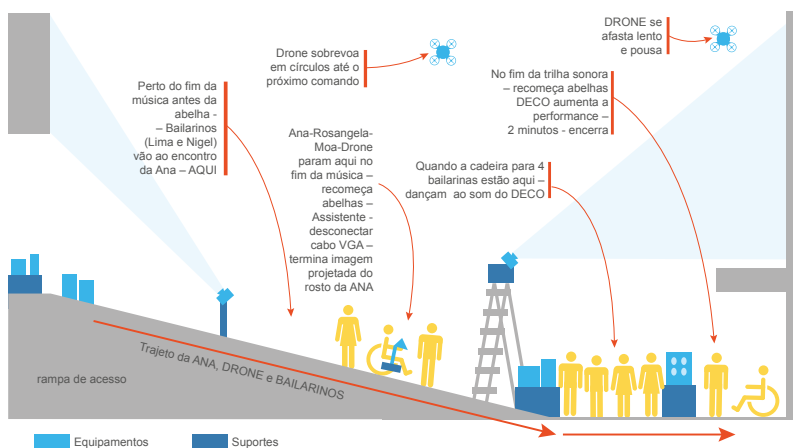 DRONE se
afasta lento
e pousa
Drone sobrevoa
em círculos até o
próximo comando
Perto do fim da
música antes da
abelha -
– Bailarinos
(Lima e Nigel)
vão ao encontro
da Ana – AQUI
No fim da trilha sonora
– recomeça abelhas
DECO aumenta a
performance –
2 minutos - encerra
Ana-Rosangela-
Moa-Drone
param aqui no
fim da música –
recomeça
abelhas –
Assistente -
desconectar
cabo VGA –
termina imagem
projetada do
rosto da ANA
Quando a cadeira para 4
bailarinas estão aqui –
dançam ao som do DECO
Trajeto da ANA, DRONE e BAILARINOS
rampa de acesso
Equipamentos
Suportes